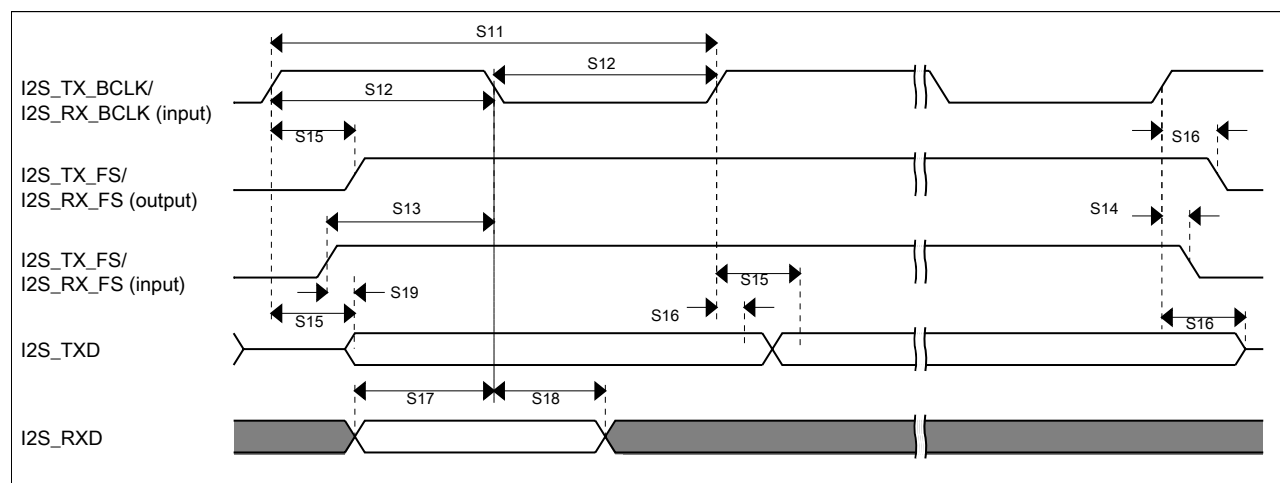 S11
S12
I2S_TX_BCLK/
I2S_RX_BCLK (input)
S12
S15
S16
I2S_TX_FS/
I2S_RX_FS (output)
S13
S14
I2S_TX_FS/
I2S_RX_FS (input)
S15
S19
S16
S15
S16
I2S_TXD
S17
S18
I2S_RXD